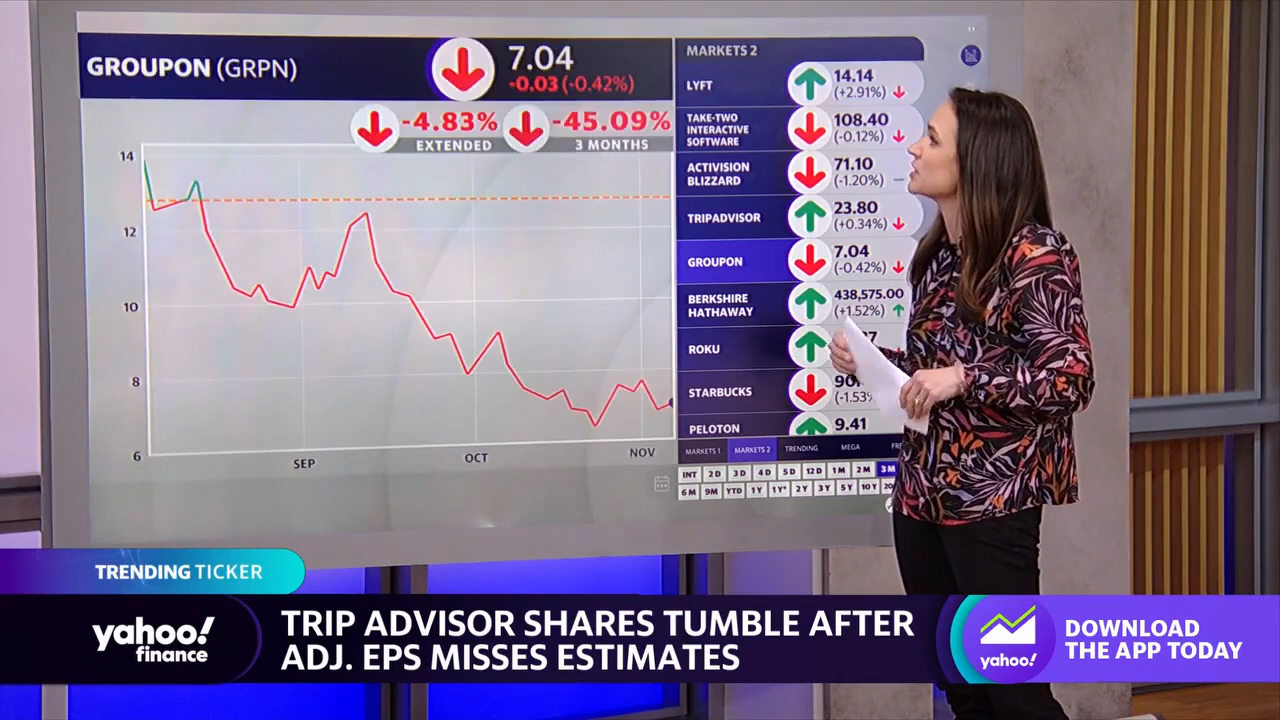 GROUPON (GRPN)
7.04
-0.03 (-0.42%)
-4.83%
EXTENDED
-45.09%
3 MONTHS
14
12
10
8
6
SEP
OCT
NOV
MARKETS 2
LYFT
14.14
(+2.91%)
TAKE-TWO
INTERACTIVE
SOFTWARE
108.40
(-0.12%)
ACTIVISION
BLIZZARD
71.10
(-1.20%)
TRIPADVISOR
23.80
(+0.34%)
GROUPON
7.04
(-0.42%)
BERKSHIRE
HATHAWAY
438,575.00
(+1.52%)
ROKU
STARBUCKS
90.
(-1.53%
PELOTON
9.41
MARKETS 1 MARKETS 2 TRENDING MEGA
INT 2D 3D 4D 5D 12D 1M 2M 3M
6M 9M YTD 1Y 1Y* 2Y 3Y 5Y 10Y 20
TRENDING TICKER
yahoo!
finance
TRIP ADVISOR SHARES TUMBLE AFTER
ADJ. EPS MISSES ESTIMATES
yahoo!
DOWNLOAD
THE APP TODAY